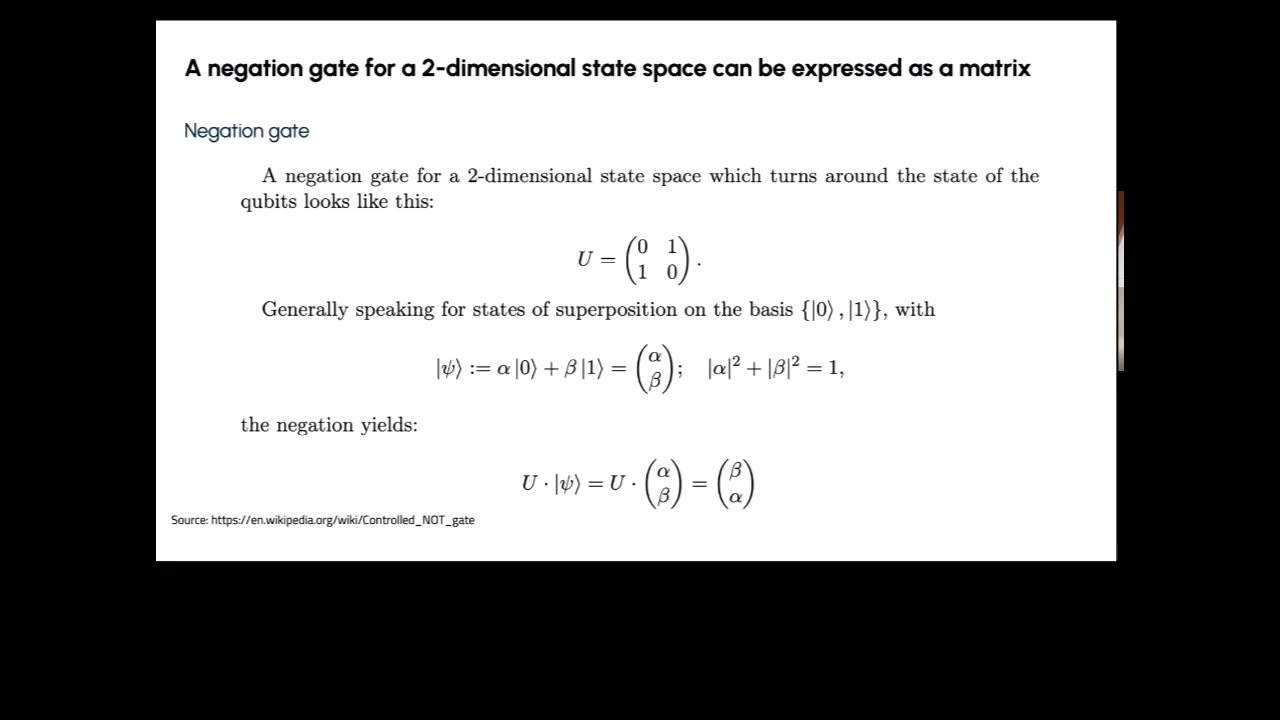 A negation gate for a 2-dimensional state space can be expressed as a matrix
Negation gate
A negation gate for a 2-dimensional state space which turns around the state of the
qubits looks like this:
U = (0 1
1 0).
Generally speaking for states of superposition on the basis {|0⟩, |1⟩}, with
|ψ⟩ := α|0⟩ + β|1⟩ = (α
β); |α|² + |β|² = 1,
the negation yields:
U · |ψ⟩ = U · (α
β) = (β
α)
Source: https://en.wikipedia.org/wiki/Controlled_NOT_gate